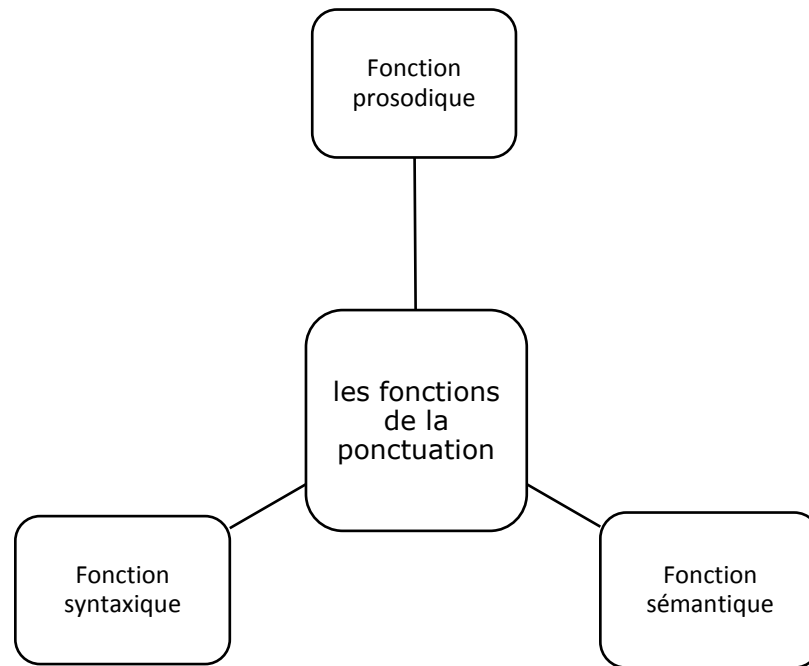 Fonction
prosodique
les fonctions
de la
ponctuation
Fonction
syntaxique
Fonction
sémantique